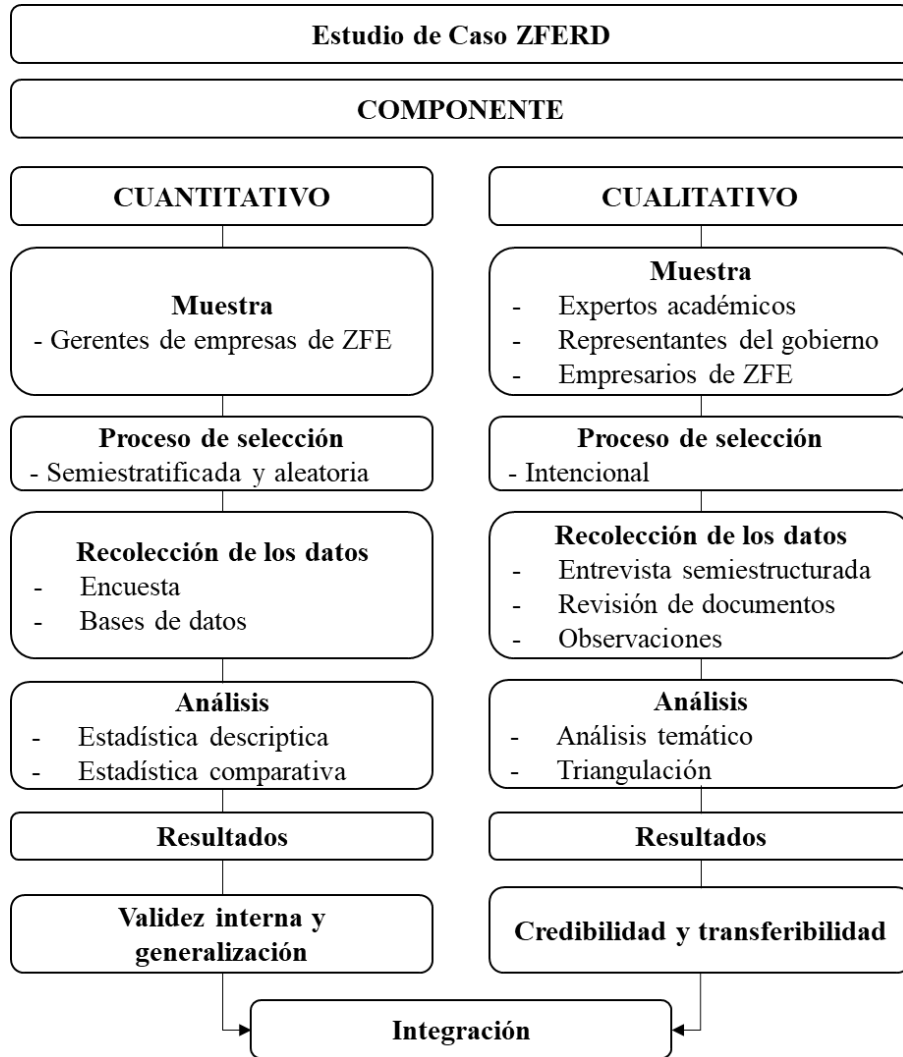 Estudio de Caso ZFERD
COMPONENTE
CUANTITATIVO
Muestra
- Gerentes de empresas de ZFE
Proceso de selección
- Semiestratificada y aleatoria
Recolección de los datos
- Encuesta
- Bases de datos
Análisis
- Estadística descriptica
- Estadística comparativa
Resultados
Validez interna y
generalización
CUALITATIVO
Muestra
- Expertos académicos
- Representantes del gobierno
- Empresarios de ZFE
Proceso de selección
- Intencional
Recolección de los datos
- Entrevista semiestructurada
- Revisión de documentos
- Observaciones
Análisis
- Análisis temático
- Triangulación
Resultados
Credibilidad y transferibilidad
Integración